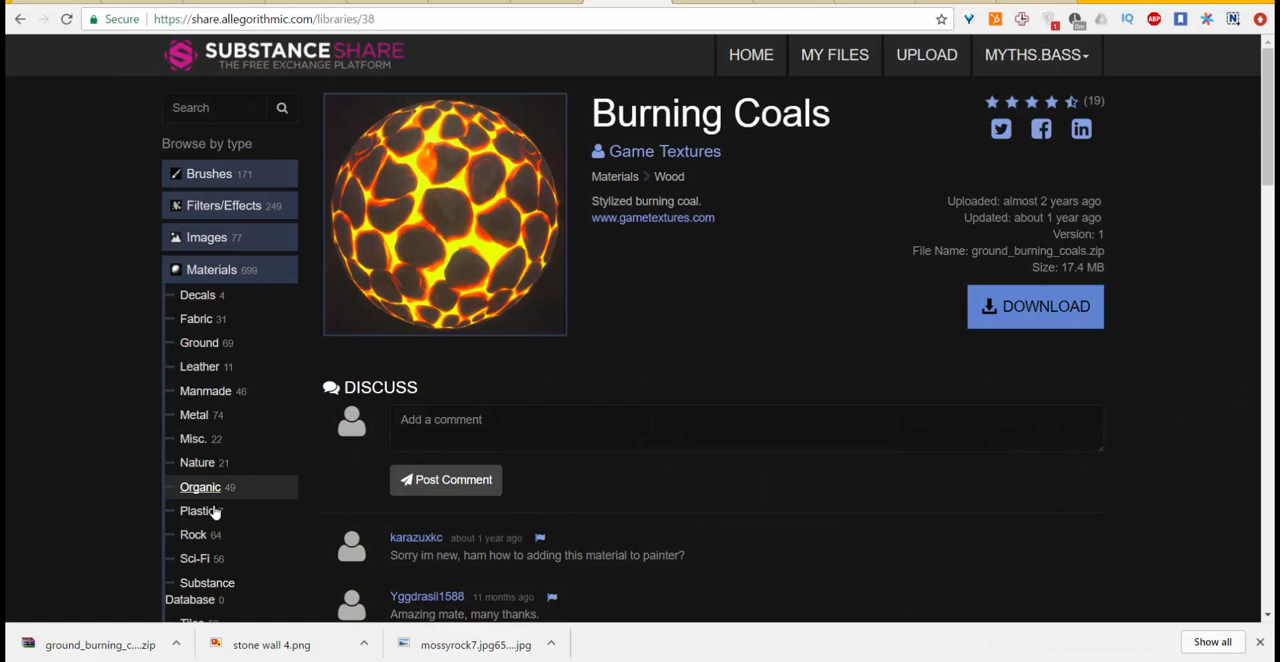 Secure https://share.allegorithmic.com/libraries/38
IQ
ABP
N
1
0m
SUBSTANCE SHARE
THE FREE EXCHANGE PLATFORM
HOME
MY FILES
UPLOAD
MYTHS.BASS
Search
Browse by type
Brushes 171
Filters/Effects 249
Images 77
Materials 699
Decals 4
Fabric 31
Ground 69
Leather 11
Manmade 46
Metal 74
Misc. 22
Nature 21
Organic 49
Plastic
Rock 64
Sci-Fi 56
Substance
Database 0
Burning Coals
Game Textures
Materials > Wood
Stylized burning coal.
www.gametextures.com
(19)
Uploaded: almost 2 years ago
Updated: about 1 year ago
Version: 1
File Name: ground_burning_coals.zip
Size: 17.4 MB
DOWNLOAD
DISCUSS
Add a comment
Post Comment
karazuxkc about 1 year ago
Sorry im new, ham how to adding this material to painter?
Yggdrasil1588 11 months ago
Amazing mate, many thanks.
ground_burning_c....zip
stone wall 4.png
mossyrock7.jpg65....jpg
Show all